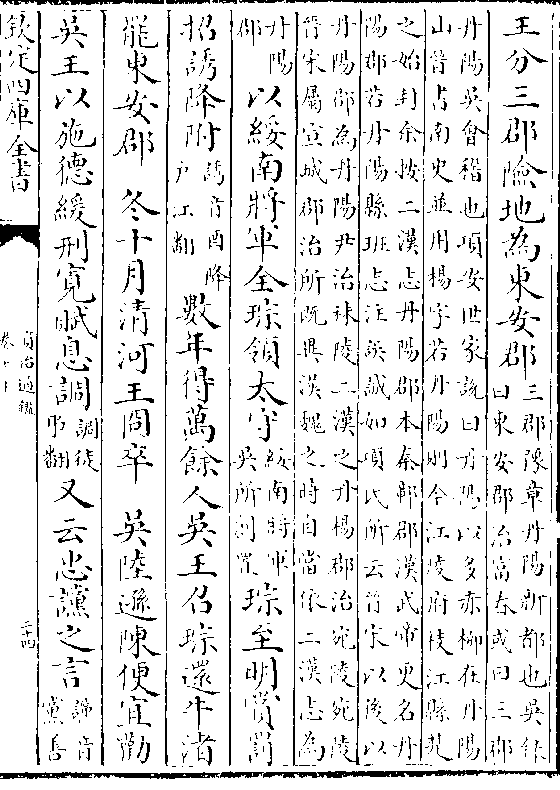 王分三郡險地為東安郡三郡豫章丹陽新都也吳録曰東安郡治富春或曰三郡
丹陽吳會稽也項安世家說曰丹陽以多赤柳在丹陽山晉書南史並用楊字若丹陽則今江陵府枝江縣楚
之始封余按二漢志丹陽郡本秦鄣郡漢武帝更名丹陽郡若丹陽縣班志注誤誠如項氏所云晉宋以後以
丹陽郡為丹陽尹治秣陵二漢之丹楊郡治宛陵宛陵晉宋屬宣城郡治所既異漢魏之時自當依二漢志為
丹陽郡以綏南將軍全琮領太守綏南將軍吳所創置琮至明賞罰
招誘降附誘音酉降户江翻數年得萬餘人吳王召琮還牛渚
罷東安郡 冬十月清河王冏卒 吳陸遜陳便宜勸
吳王以施德緩刑寬賦息調調徒弔翻又云忠讜之言讜音黨善
欽定四庫全書
資治通鑑
卷七十
二十四